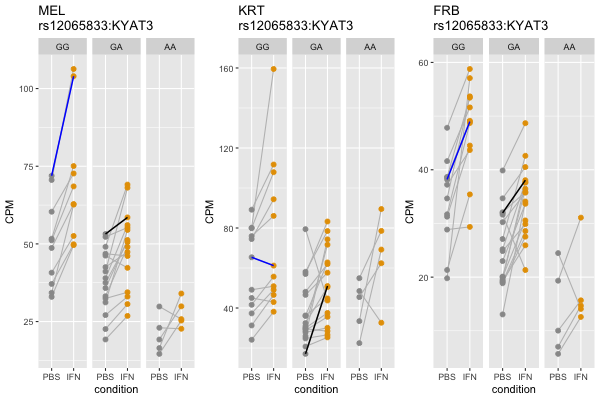 MEL
rs12065833:KYAT3
GG GA AA
CPM
100
75
50
25
PBS IFN PBS IFN PBS IFN
condition
KRT
rs12065833:KYAT3
GG GA AA
CPM
160
120
80
40
PBS IFN PBS IFN PBS IFN
condition
FRB
rs12065833:KYAT3
GG GA AA
CPM
60
40
20
PBS IFN PBS IFN PBS IFN
condition